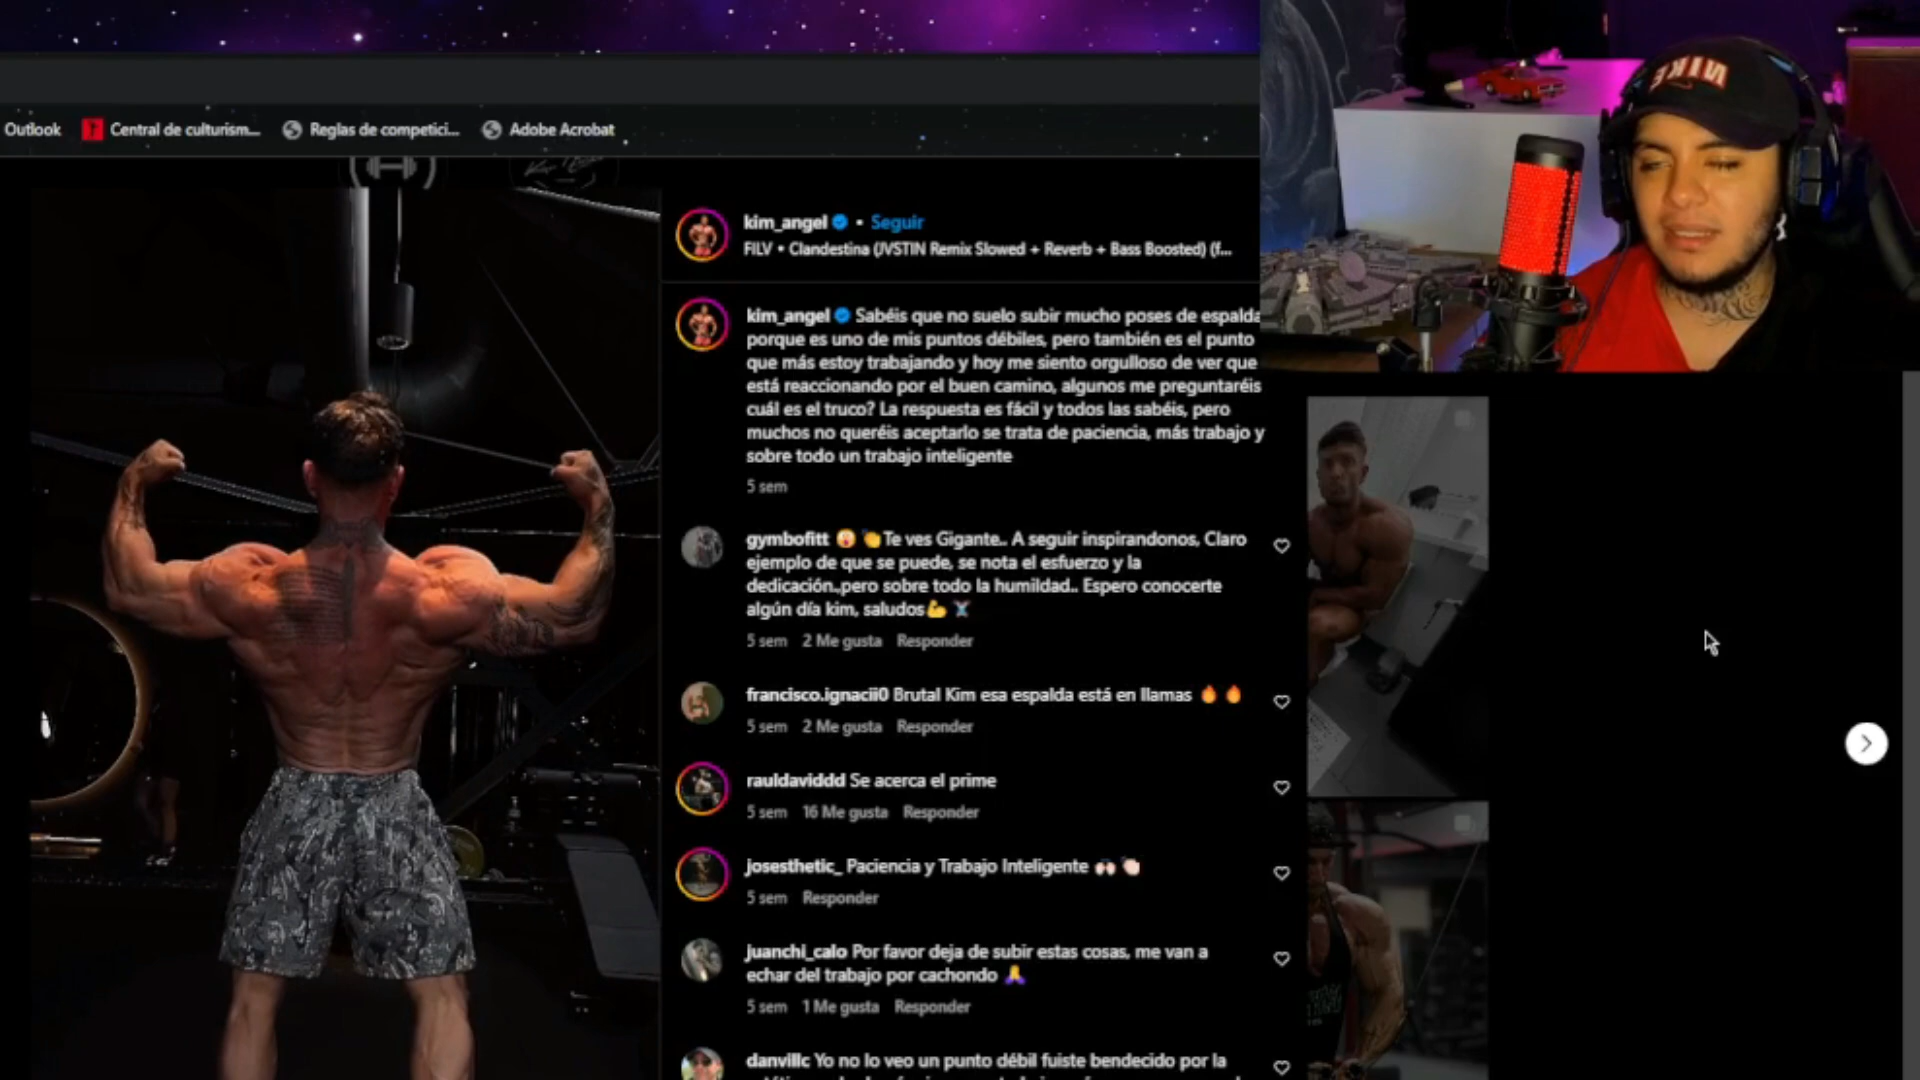 Outlook
Central de culturism...
Reglas de competici...
Adobe Acrobat
NIKE
kim_angel • Seguir
FILV • Clandestina (JVSTIN Remix Slowed + Reverb + Bass Boosted) (f...
kim_angel Sabéis que no suelo subir mucho poses de espalda
porque es uno de mis puntos débiles, pero también es el punto
que más estoy trabajando y hoy me siento orgulloso de ver que
está reaccionando por el buen camino, algunos me preguntaréis
cuál es el truco? La respuesta es fácil y todos las sabéis, pero
muchos no queréis aceptarlo se trata de paciencia, más trabajo y
sobre todo un trabajo inteligente
5 sem
gymbofitt 😲👏Te ves Gigante.. A seguir inspirandonos, Claro
ejemplo de que se puede, se nota el esfuerzo y la
dedicación.,pero sobre todo la humildad.. Espero conocerte
algún día kim, saludos💪
5 sem 2 Me gusta Responder
francisco.ignacii0 Brutal Kim esa espalda está en llamas 🔥🔥
5 sem 2 Me gusta Responder
rauldaviddd Se acerca el prime
5 sem 16 Me gusta Responder
josesthetic_ Paciencia y Trabajo Inteligente 🙌🏻👏🏻
5 sem Responder
juanchi_calo Por favor deja de subir estas cosas, me van a
echar del trabajo por cachondo 🙏
5 sem 1 Me gusta Responder
danvlllc Yo no lo veo un punto débil fuiste bendecido por la